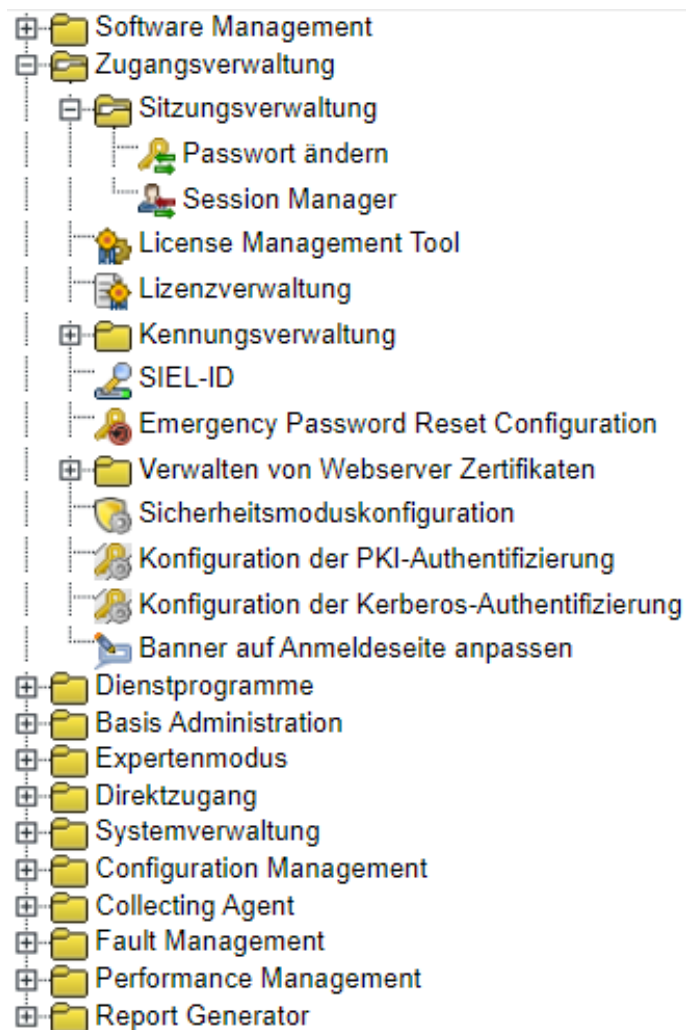 Software Management
Zugangsverwaltung
Sitzungsverwaltung
Passwort ändern
Session Manager
License Management Tool
Lizenzverwaltung
Kennungsverwaltung
SIEL-ID
Emergency Password Reset Configuration
Verwalten von Webserver Zertifikaten
Sicherheitsmoduskonfiguration
Konfiguration der PKI-Authentifizierung
Konfiguration der Kerberos-Authentifizierung
Banner auf Anmeldeseite anpassen
Dienstprogramme
Basis Administration
Expertenmodus
Direktzugang
Systemverwaltung
Configuration Management
Collecting Agent
Fault Management
Performance Management
Report Generator